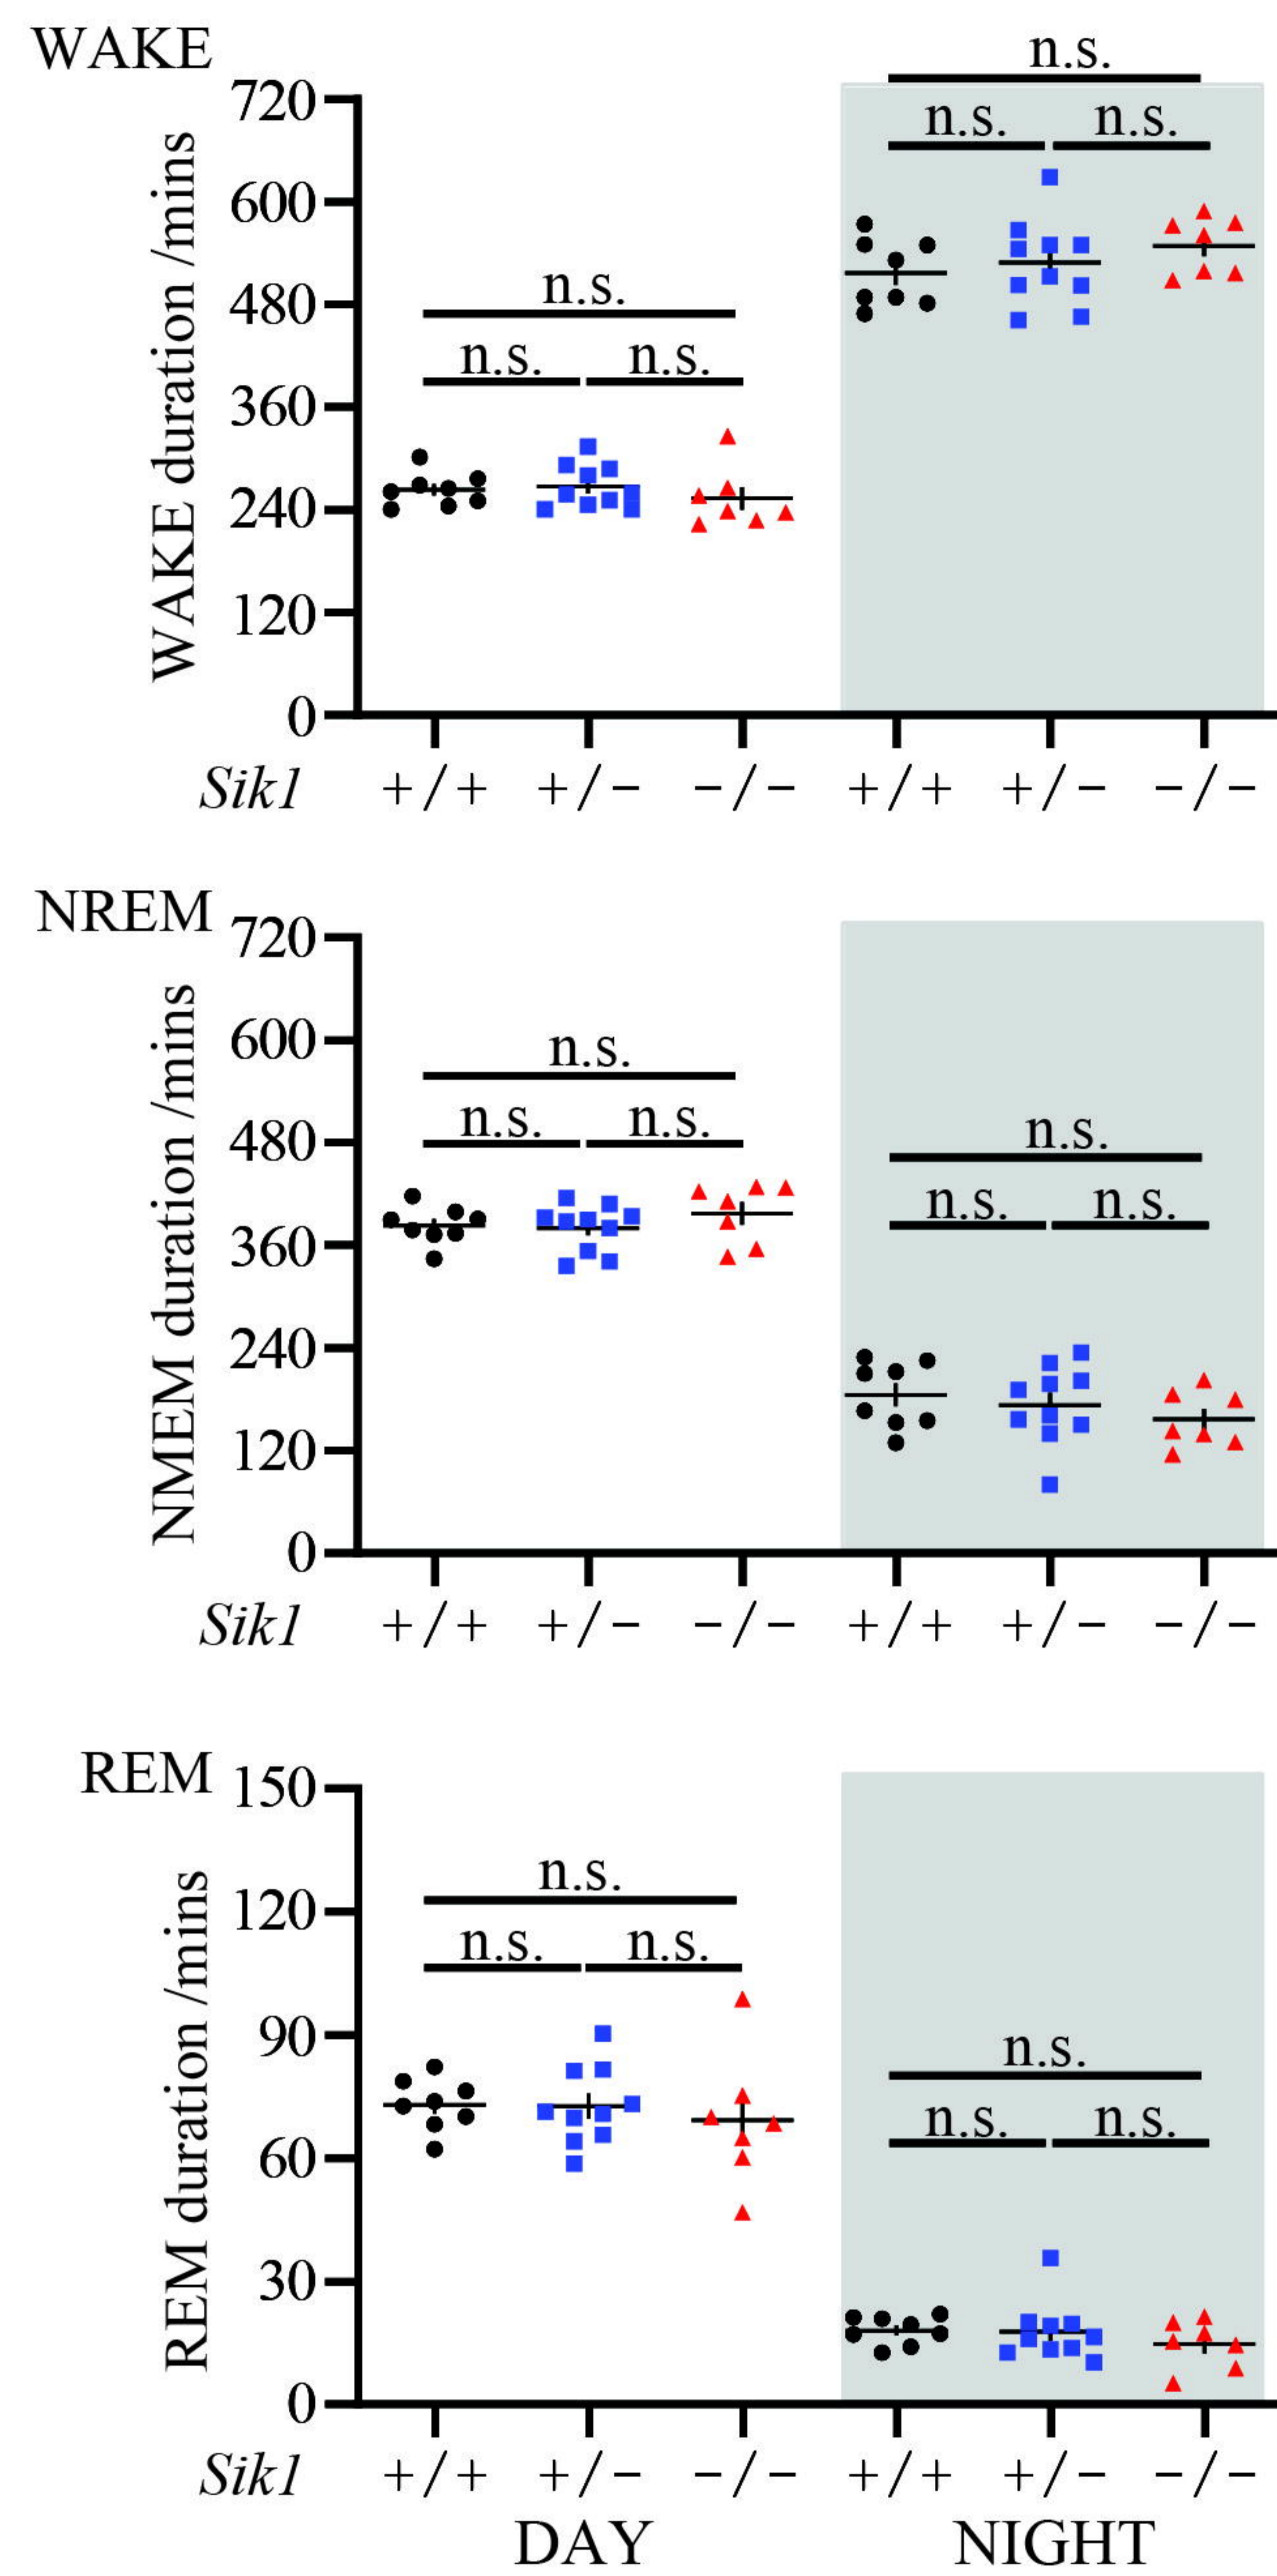 WAKE
n.s.
720
n.s. n.s.
600
n.s.
480
n.s. n.s.
360
240
120
0
WAKE duration /mins
Sik1 +/+ +/− −/− +/+ +/− −/−
NREM
720
600
n.s.
480
n.s. n.s.
n.s.
n.s. n.s.
360
240
120
0
NMEM duration /mins
Sik1 +/+ +/− −/− +/+ +/− −/−
REM 150
n.s.
120
n.s. n.s.
90
n.s.
n.s. n.s.
60
30
0
REM duration /mins
Sik1 +/+ +/− −/− +/+ +/− −/−
DAY NIGHT